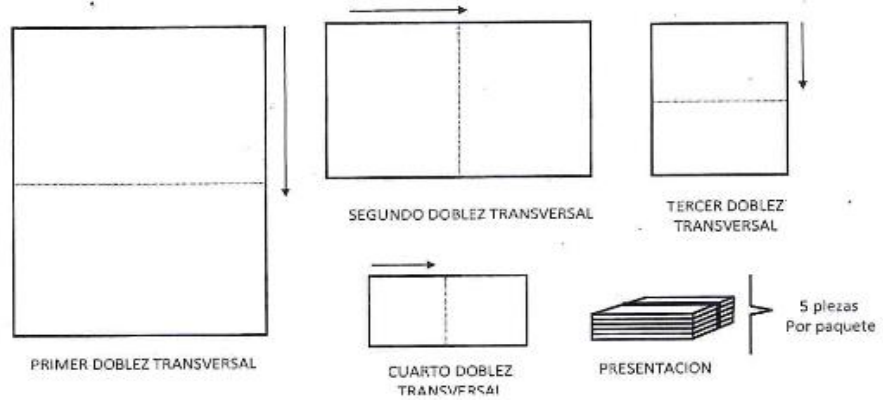 PRIMER DOBLEZ TRANSVERSAL
SEGUNDO DOBLEZ TRANSVERSAL
TERCER DOBLEZ
TRANSVERSAL
CUARTO DOBLEZ
TRANSVERSAL
PRESENTACION
5 piezas
Por paquete